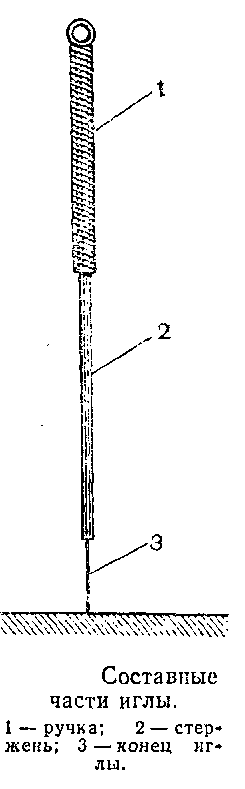 1
2
3
Составные
части иглы.
1 — ручка; 2 — стер-
жень; 3 — конец иг-
лы.